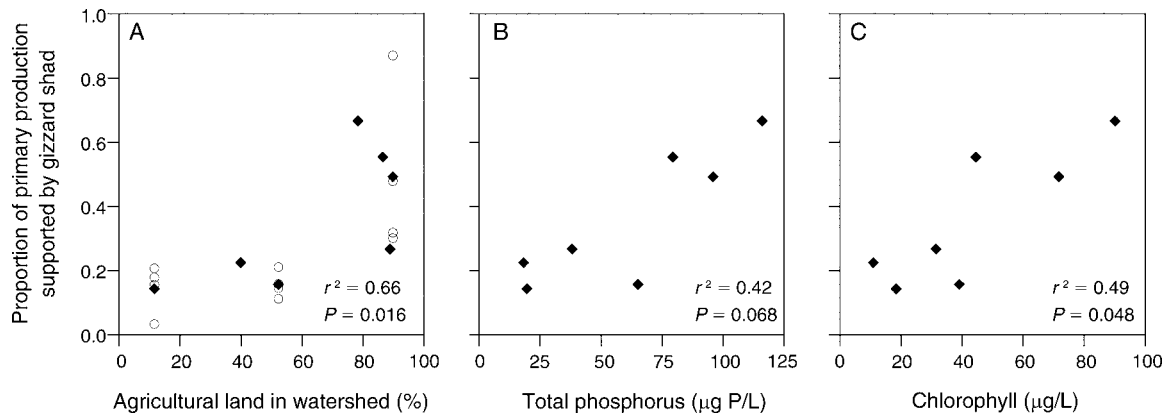 Proportion of primary production
supported by gizzard shad
1.0
0.8
0.6
0.4
0.2
0.0
A
r² = 0.66
P = 0.016
0 20 40 60 80 100
Agricultural land in watershed (%)
B
r² = 0.42
P = 0.068
0 25 50 75 100 125
Total phosphorus (μg P/L)
C
r² = 0.49
P = 0.048
0 20 40 60 80 100
Chlorophyll (μg/L)